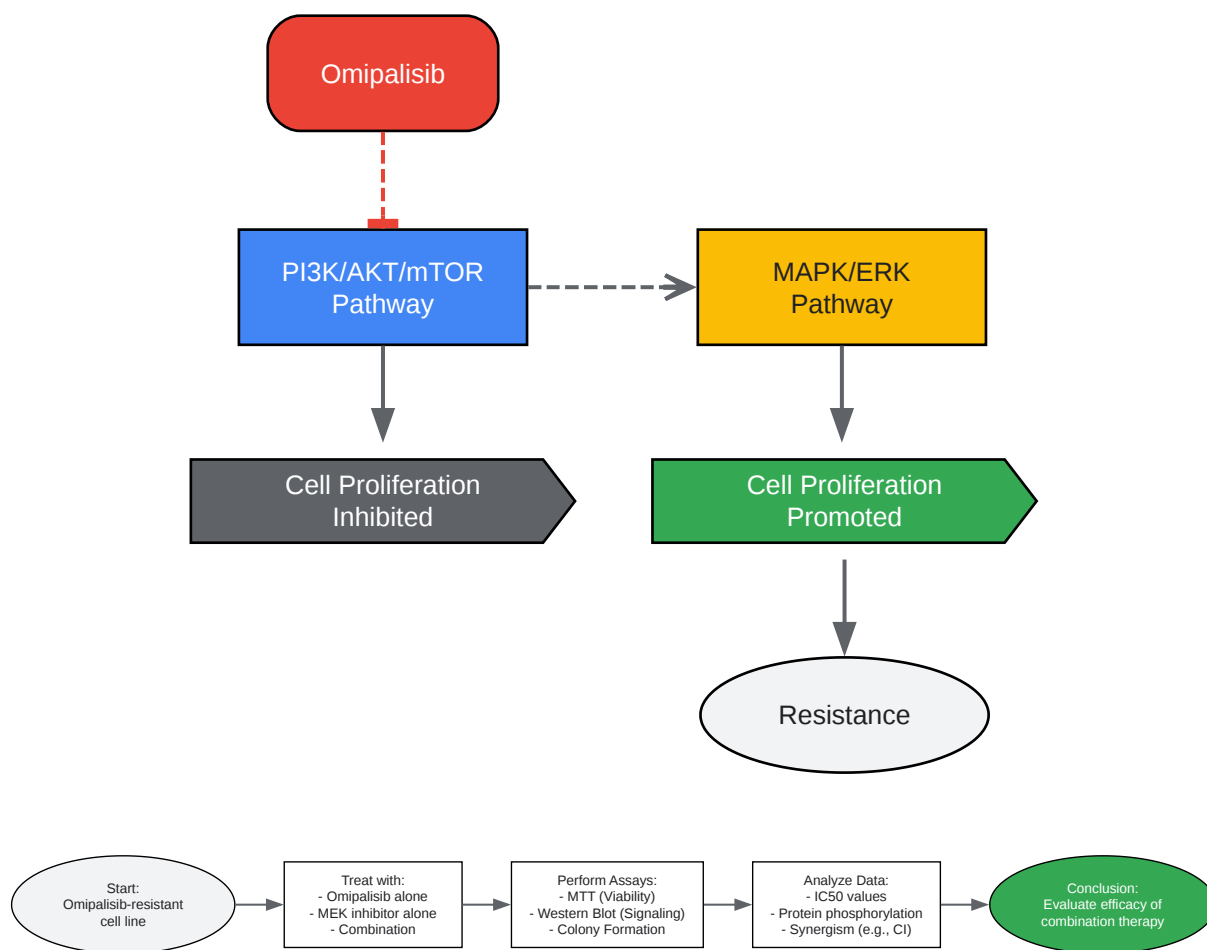 Omipalisib
PI3K/AKT/mTOR
Pathway
MAPK/ERK
Pathway
Cell Proliferation
Inhibited
Cell Proliferation
Promoted
Resistance
Start:
Omipalisib-resistant
cell line
Treat with:
- Omipalisib alone
- MEK inhibitor alone
- Combination
Perform Assays:
- MTT (Viability)
- Western Blot (Signaling)
- Colony Formation
Analyze Data:
- IC50 values
- Protein phosphorylation
- Synergism (e.g., CI)
Conclusion:
Evaluate efficacy of
combination therapy